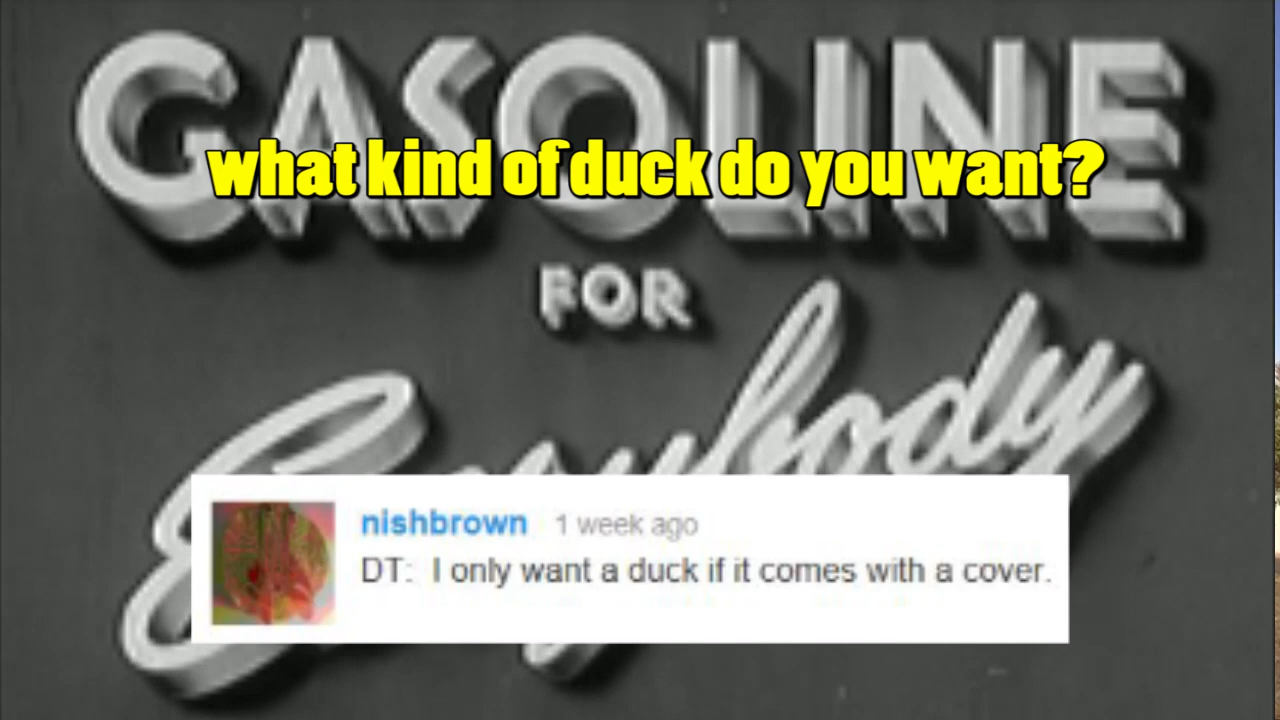 GASOLINE
what kind of duck do you want?
FOR
Everybody
nishbrown 1 week ago
DT: I only want a duck if it comes with a cover.